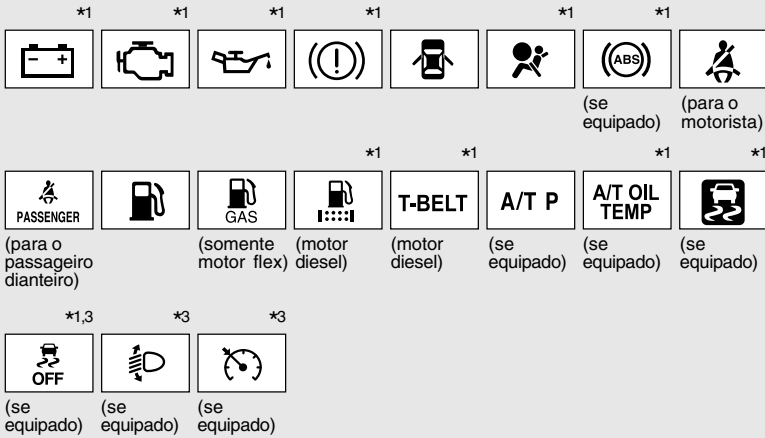 *1 *1 *1 *1 *1 *1
- + ABS
(se equipado) (para o motorista)
*1 *1 *1 *1
PASSENGER GAS T-BELT A/T P A/T OIL TEMP
(para o passageiro dianteiro) (somente motor flex) (motor diesel) (motor diesel) (se equipado) (se equipado) (se equipado)
*1,3 *3 *3
OFF
(se equipado) (se equipado) (se equipado)